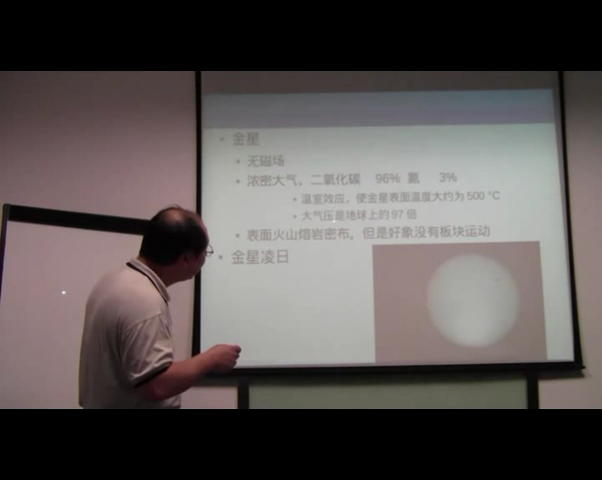 金星
无磁场
浓密大气，二氧化碳 96% 氮 3%
温室效应，使金星表面温度大约为 500 °C
大气压是地球上的 97 倍
表面火山熔岩密布。但是好象没有板块运动
金星凌日